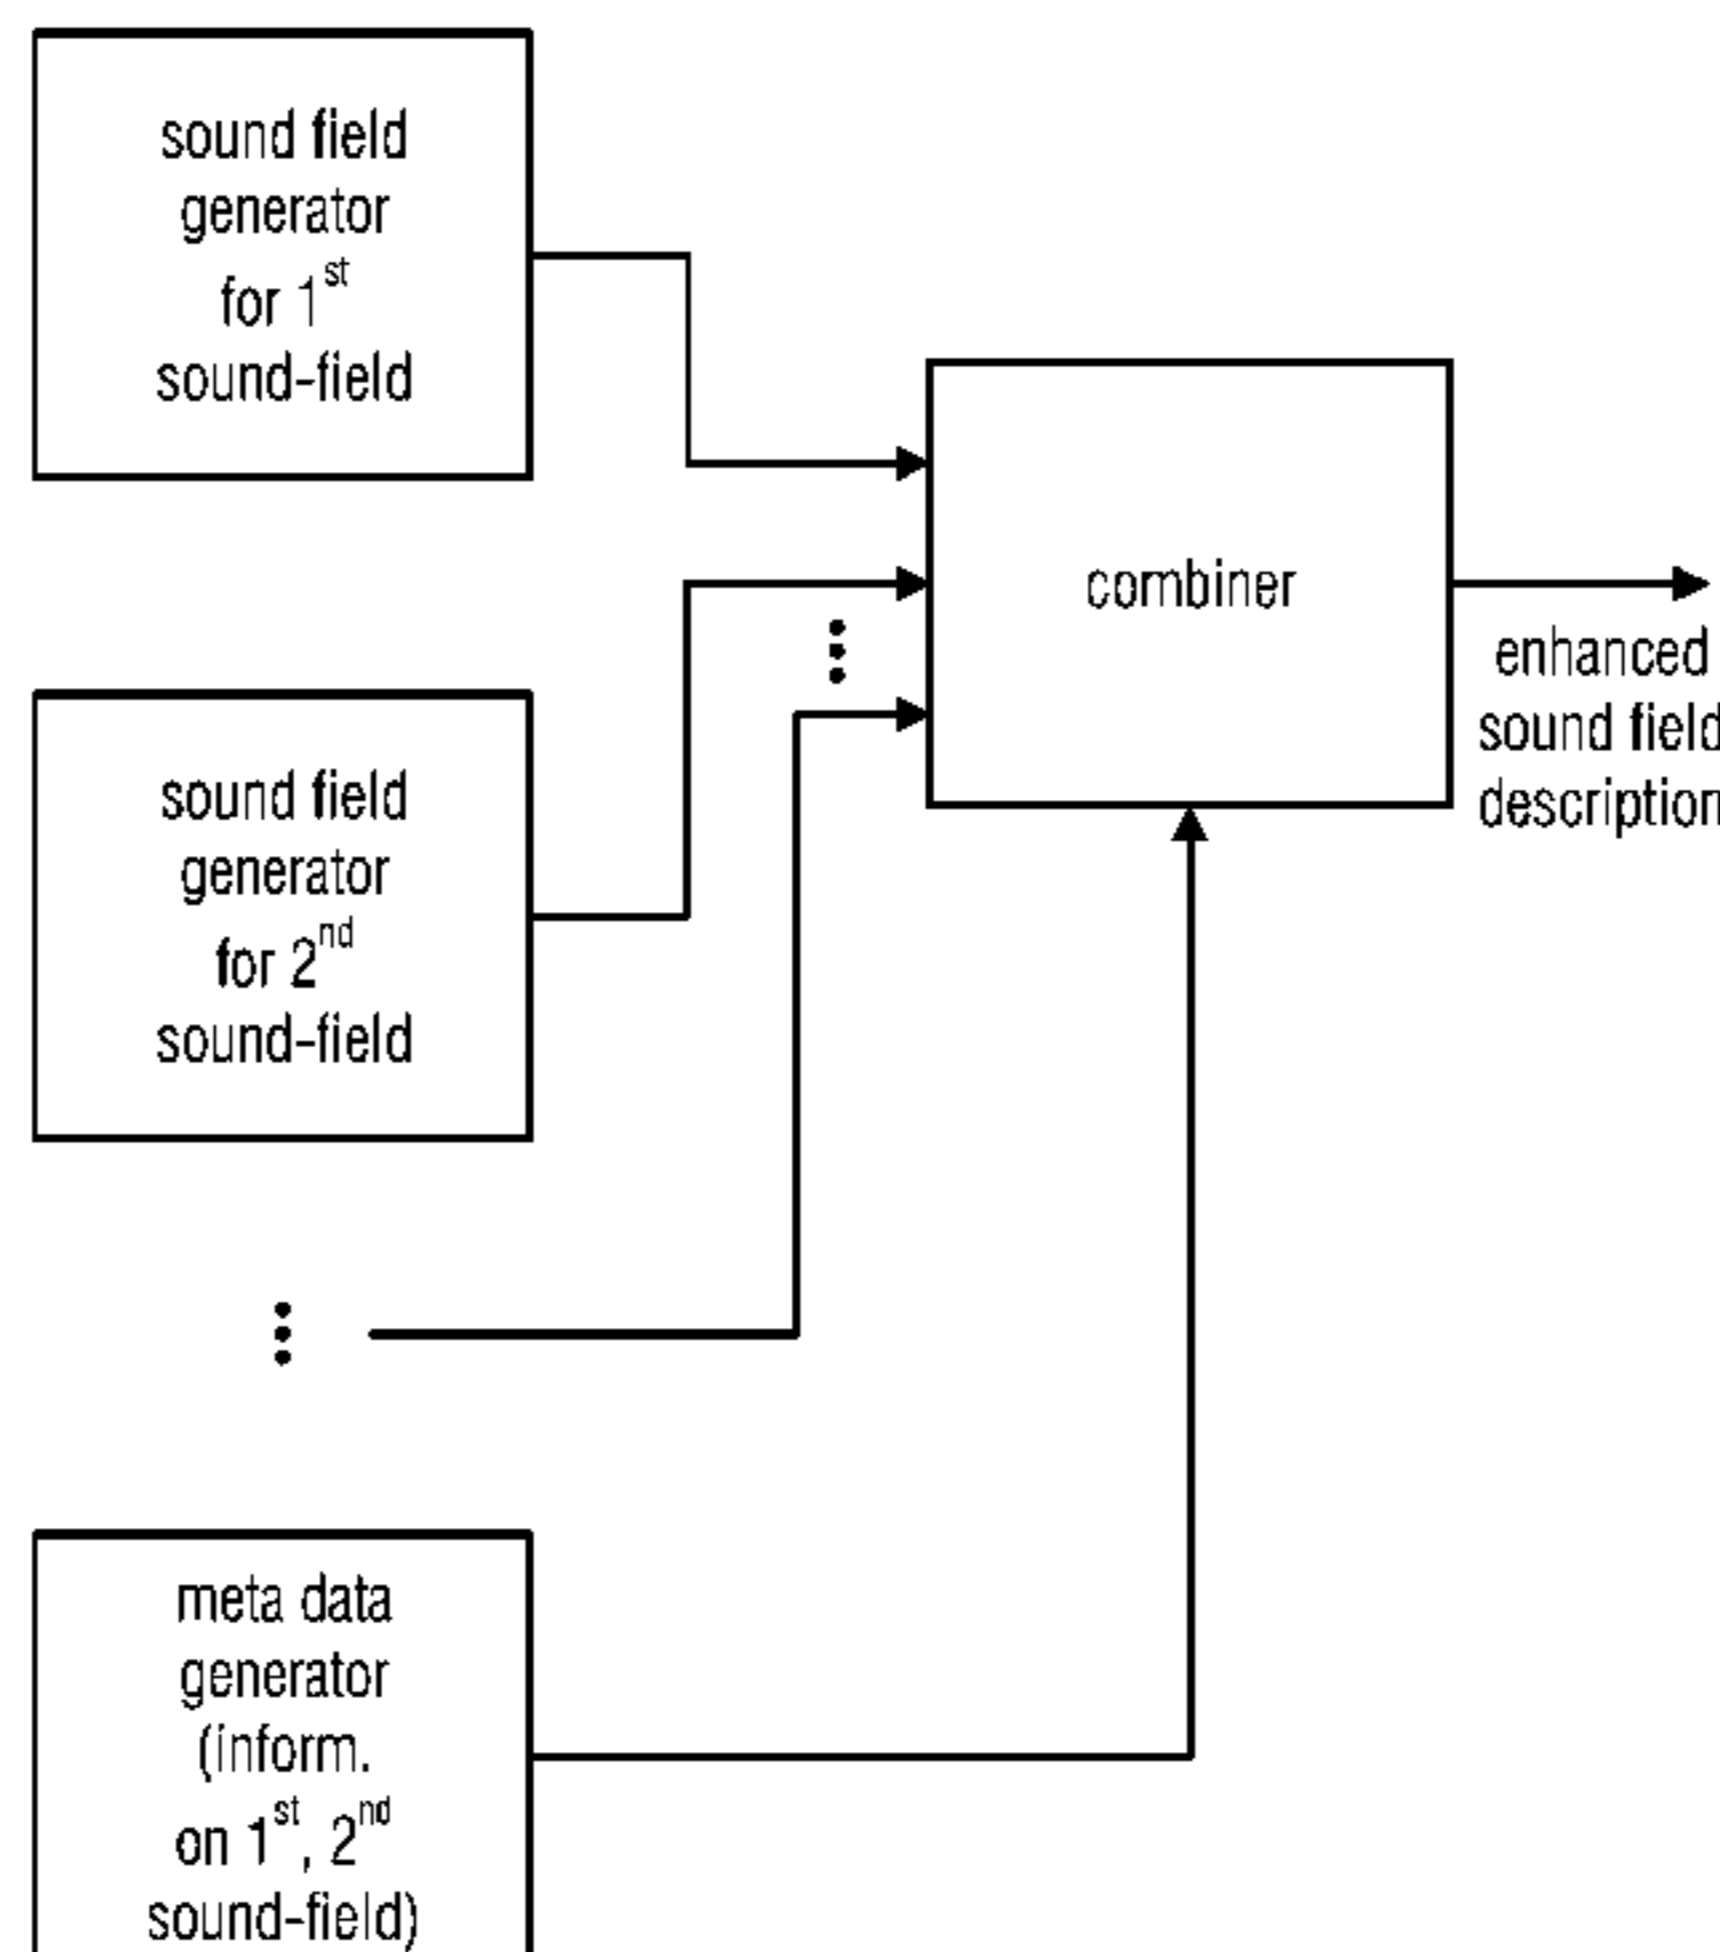 sound field
generator
for 1st
sound-field
combiner
enhanced
sound field
description
sound field
generator
for 2nd
sound-field
meta data
generator
(inform.
on 1st, 2nd
sound-field)